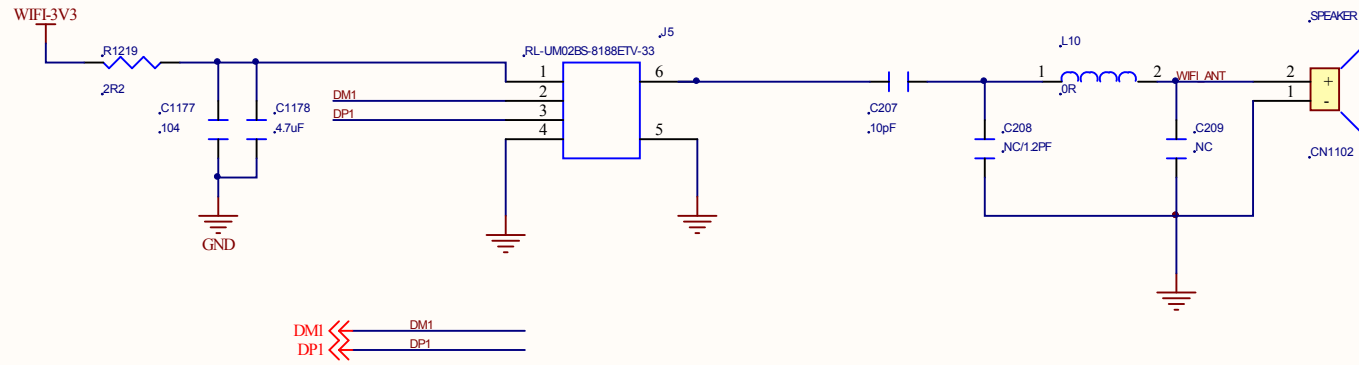 WIFI-3V3
R1219
2R2
C1177
104
C1178
4.7uF
GND
RL-UM02BS-8188ETV-33
J5
1
2
3
4
6
5
DM1
DP1
C207
10pF
C208
NC/1.2PF
L10
1
2
0R
WIFI_ANT
C209
NC
SPEAKER
2
1
+
-
CN1102
DM1
DM1
DP1
DP1